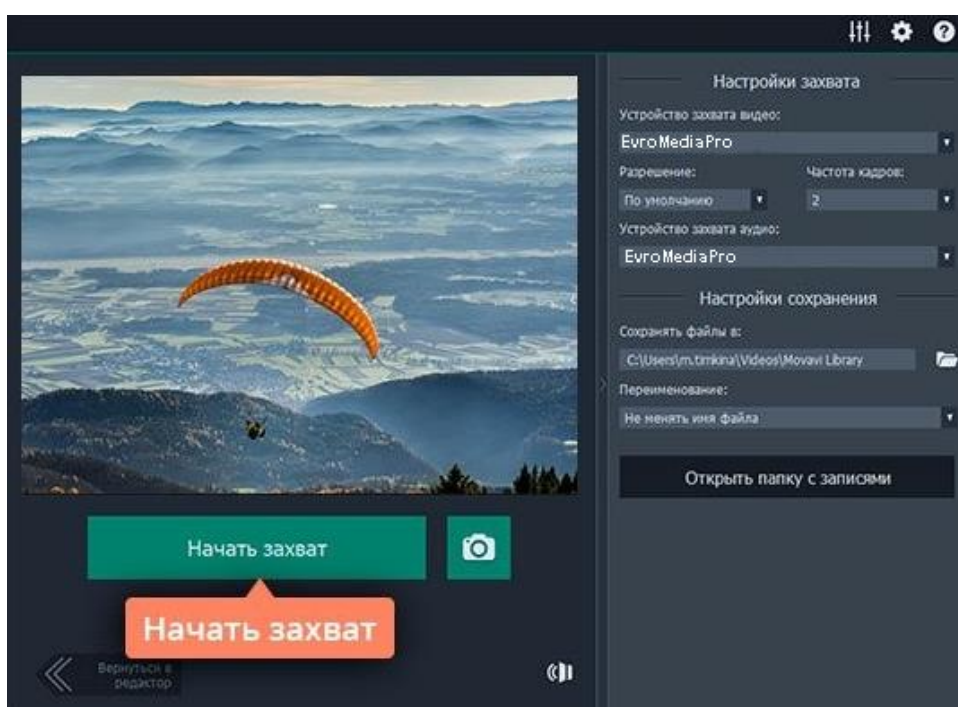 Настройки захвата
Устройство захвата видео:
EvroMediaPro
Разрешение: Частота кадров:
По умолчанию 2
Устройство захвата аудио:
EvroMediaPro
Настройки сохранения
Сохранять файлы в:
C:\Users\m.timkina\Videos\Movavi Library
Переименование:
Не менять имя файла
Открыть папку с записями
Начать захват
Начать захват
Вернуться в
редактор